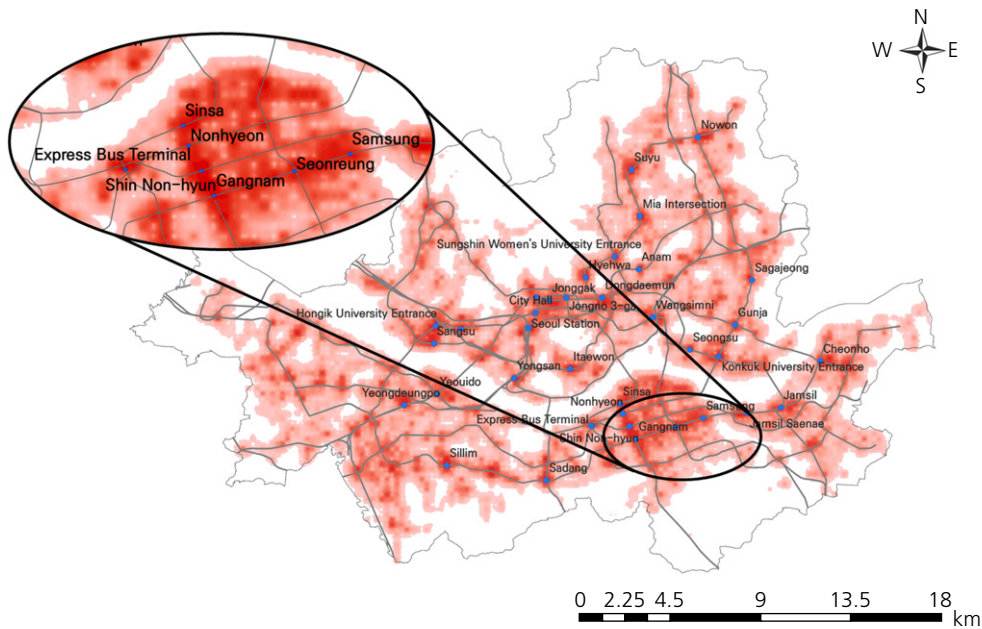 N
W E
S
Sinsa
Nonhyeon
Samsung
Express Bus Terminal
Seonreung
Shin Non-hyun
Gangnam
Nowon
Suyu
Mia Intersection
Sungshin Women's University Entrance
Anam
Hyehwa
Sagajeong
Dongdaemun
Jonggak
City Hall
Jongno 3-ga
Wangsimni
Hongik University Entrance
Gunja
Seoul Station
Sangsu
Seongsu
Cheonho
Itaewon
Konkuk University Entrance
Yongsan
Yeouido
Yeongdeungpo
Sinsa
Jamsil
Nonhyeon
Samseng
Express Bus Terminal
Gangnam
Jamsil Saenae
Shin Non-hyun
Sillim
Sadang
0 2.25 4.5 9 13.5 18
km